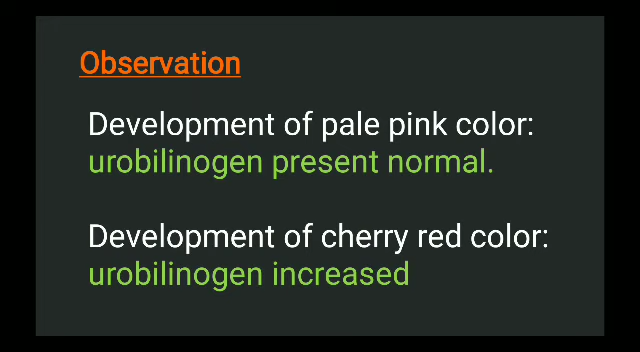 Observation
Development of pale pink color:
urobilinogen present normal.
Development of cherry red color:
urobilinogen increased